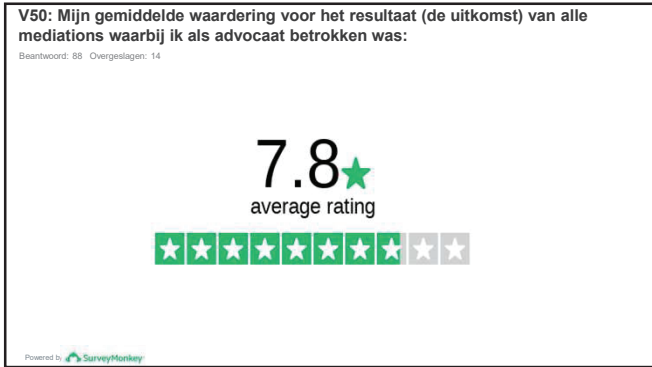 V50: Mijn gemiddelde waardering voor het resultaat (de uitkomst) van alle
mediations waarbij ik als advocaat betrokken was:
Beantwoord: 88 Overgeslagen: 14
7.8
average rating
Powered by SurveyMonkey